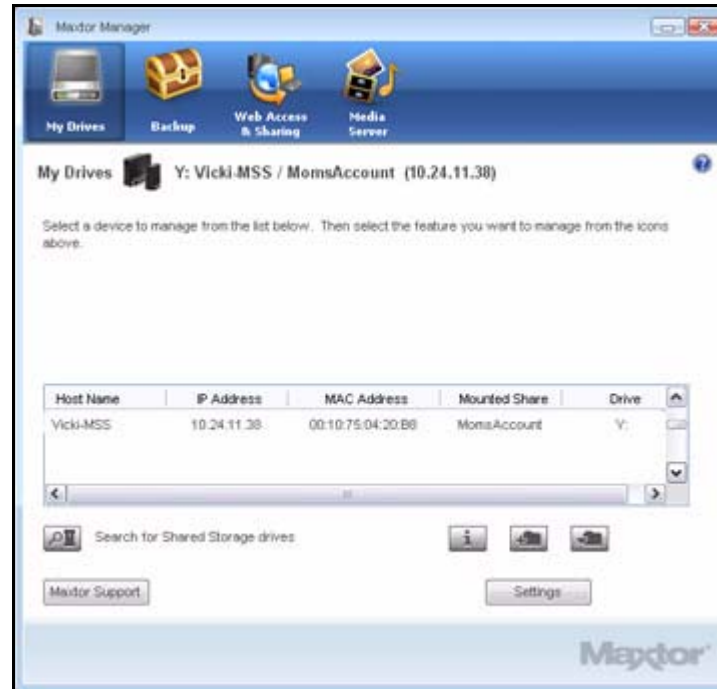 Maxtor Manager
My Drives
Backup
Web Access
& Sharing
Media
Server
My Drives Y: Vicki-MSS / MomsAccount (10.24.11.38)
Select a device to manage from the list below. Then select the feature you want to manage from the icons
above.
Host Name IP Address MAC Address Mounted Share Drive
Vicki-MSS 10.24.11.38 00:10:75:04:20:B8 MomsAccount Y:
Search for Shared Storage drives
Maxtor Support
Settings
Maxtor